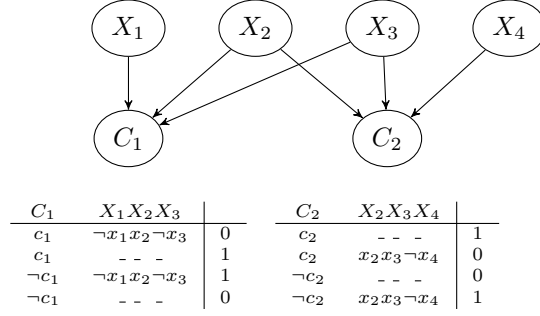 X₁ X₂ X₃ X₄
C₁ C₂
C₁ X₁X₂X₃ C₂ X₂X₃X₄
c₁ ¬x₁x₂¬x₃ 0 c₂ _ _ _ 1
c₁ _ _ _ 1 c₂ x₂x₃¬x₄ 0
¬c₁ ¬x₁x₂¬x₃ 1 ¬c₂ _ _ _ 0
¬c₁ _ _ _ 0 ¬c₂ x₂x₃¬x₄ 1